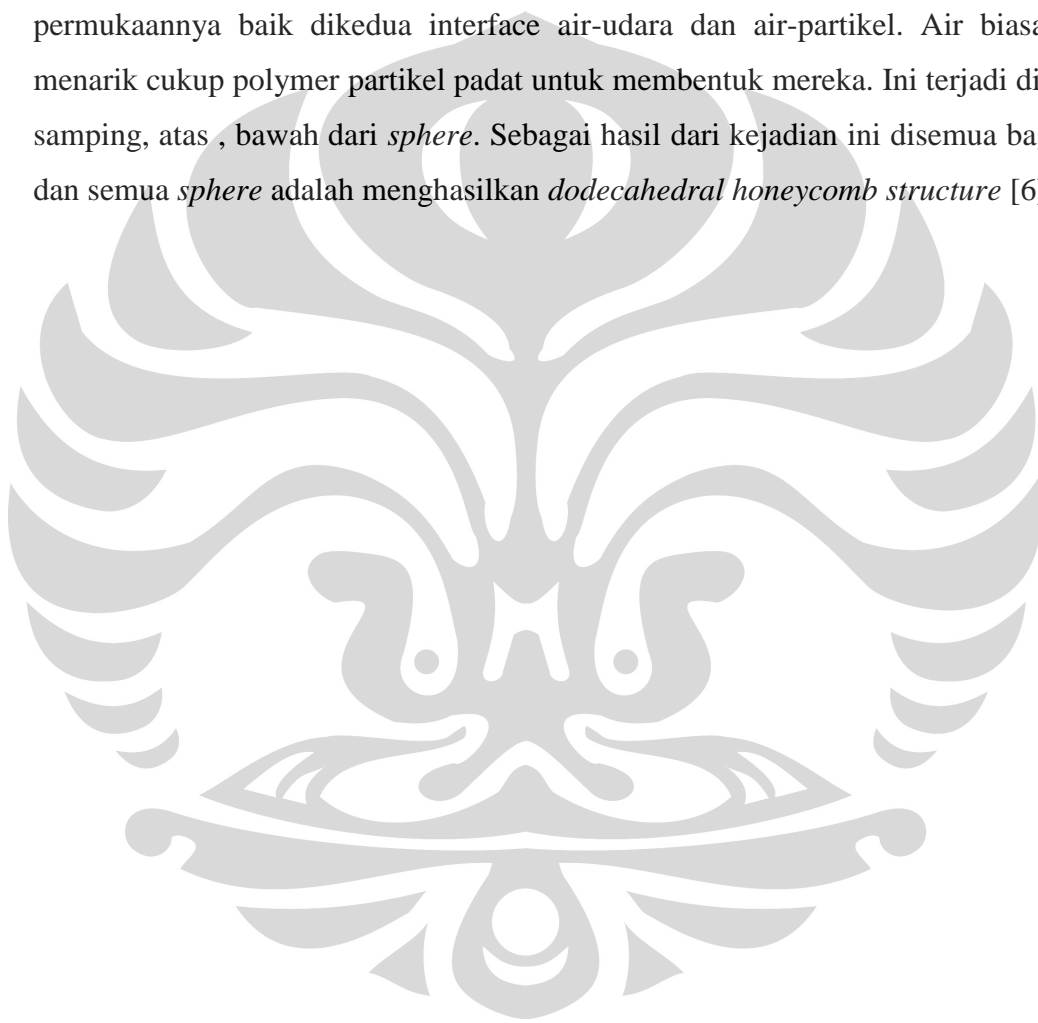 permukaannya baik dikedua interface air-udara dan air-partikel. Air biasa
menarik cukup polymer partikel padat untuk membentuk mereka. Ini terjadi di
samping, atas , bawah dari sphere. Sebagai hasil dari kejadian ini disemua ba
dan semua sphere adalah menghasilkan dodecahedral honeycomb structure [6